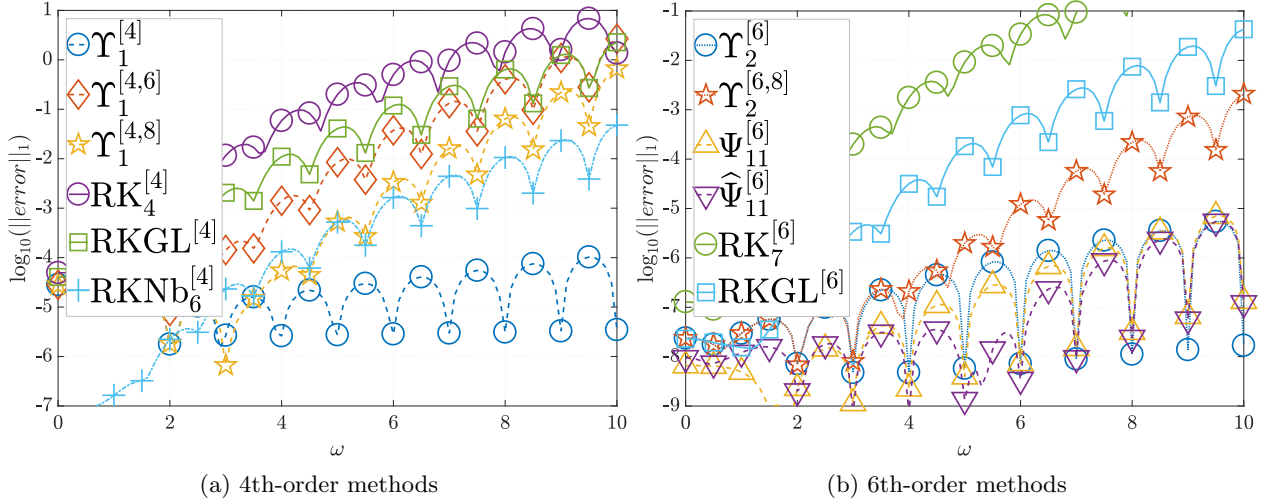 1
0
-1
-2
-3
-4
-5
-6
-7
log₁₀(||error||₁)
0 2 4 6 8 10
ω
ϒ₁^[4]
ϒ₁^[4,6]
ϒ₁^[4,8]
RK₄^[4]
RKGL^[4]
RKNb₆^[4]
(a) 4th-order methods
-1
-2
-3
-4
-5
-6
-7
-8
-9
log₁₀(||error||₁)
0 2 4 6 8 10
ω
ϒ₂^[6]
ϒ₂^[6,8]
Ψ₁₁^[6]
Ψ̂₁₁^[6]
RK₇^[6]
RKGL^[6]
(b) 6th-order methods